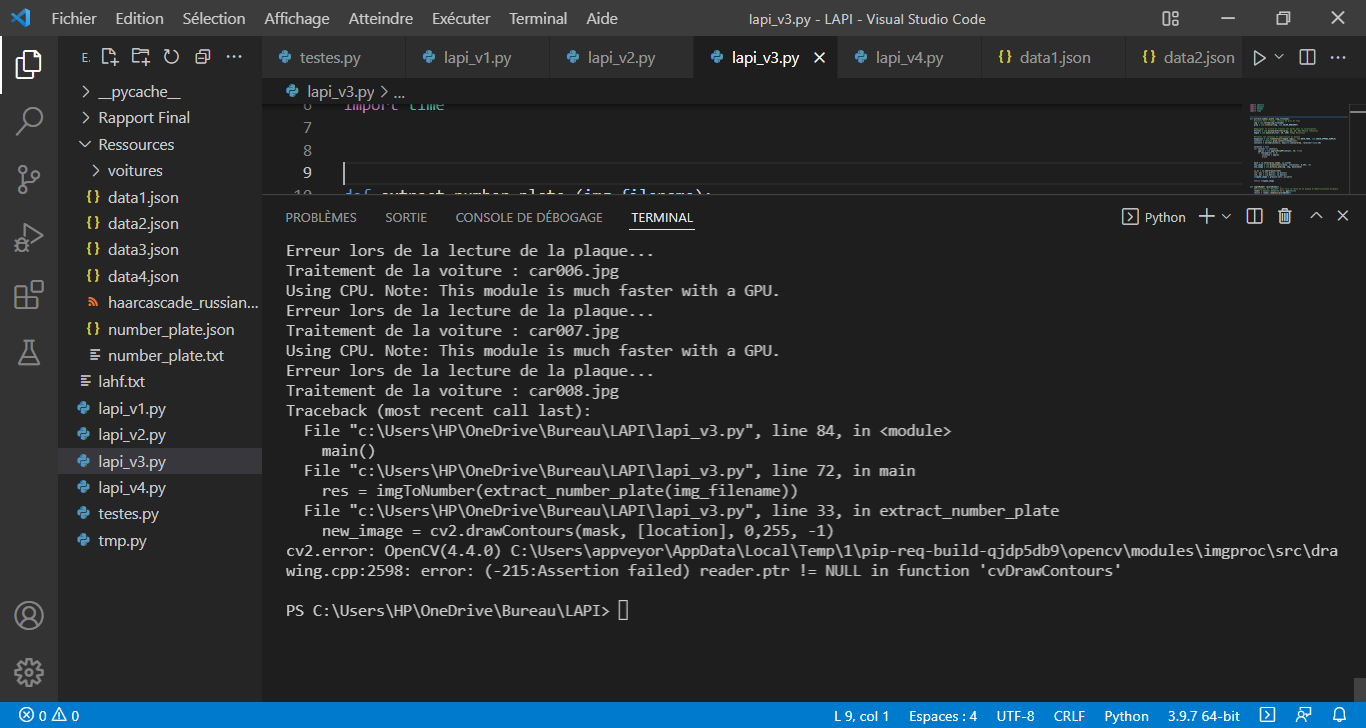 Fichier Edition Sélection Affichage Atteindre Exécuter Terminal Aide lapi_v3.py - LAPI - Visual Studio Code
E. testes.py lapi_v1.py lapi_v2.py lapi_v3.py lapi_v4.py data1.json data2.json
lapi_v3.py > ...
__pycache__
Rapport Final
Ressources
voitures
data1.json
data2.json
data3.json
data4.json
haarcascade_russian...
number_plate.json
number_plate.txt
lahf.txt
lapi_v1.py
lapi_v2.py
lapi_v3.py
lapi_v4.py
testes.py
tmp.py
6 import time
7
8
9
10 def extract_number_plate (img_filename):
PROBLÈMES SORTIE CONSOLE DE DÉBOGAGE TERMINAL Python
Erreur lors de la lecture de la plaque...
Traitement de la voiture : car006.jpg
Using CPU. Note: This module is much faster with a GPU.
Erreur lors de la lecture de la plaque...
Traitement de la voiture : car007.jpg
Using CPU. Note: This module is much faster with a GPU.
Erreur lors de la lecture de la plaque...
Traitement de la voiture : car008.jpg
Traceback (most recent call last):
  File "c:\Users\HP\OneDrive\Bureau\LAPI\lapi_v3.py", line 84, in <module>
    main()
  File "c:\Users\HP\OneDrive\Bureau\LAPI\lapi_v3.py", line 72, in main
    res = imgToNumber(extract_number_plate(img_filename))
  File "c:\Users\HP\OneDrive\Bureau\LAPI\lapi_v3.py", line 33, in extract_number_plate
    new_image = cv2.drawContours(mask, [location], 0,255, -1)
cv2.error: OpenCV(4.4.0) C:\Users\appveyor\AppData\Local\Temp\1\pip-req-build-qjdp5db9\opencv\modules\imgproc\src\dra
wing.cpp:2598: error: (-215:Assertion failed) reader.ptr != NULL in function 'cvDrawContours'
PS C:\Users\HP\OneDrive\Bureau\LAPI>
0 0 L 9, col 1 Espaces : 4 UTF-8 CRLF Python 3.9.7 64-bit